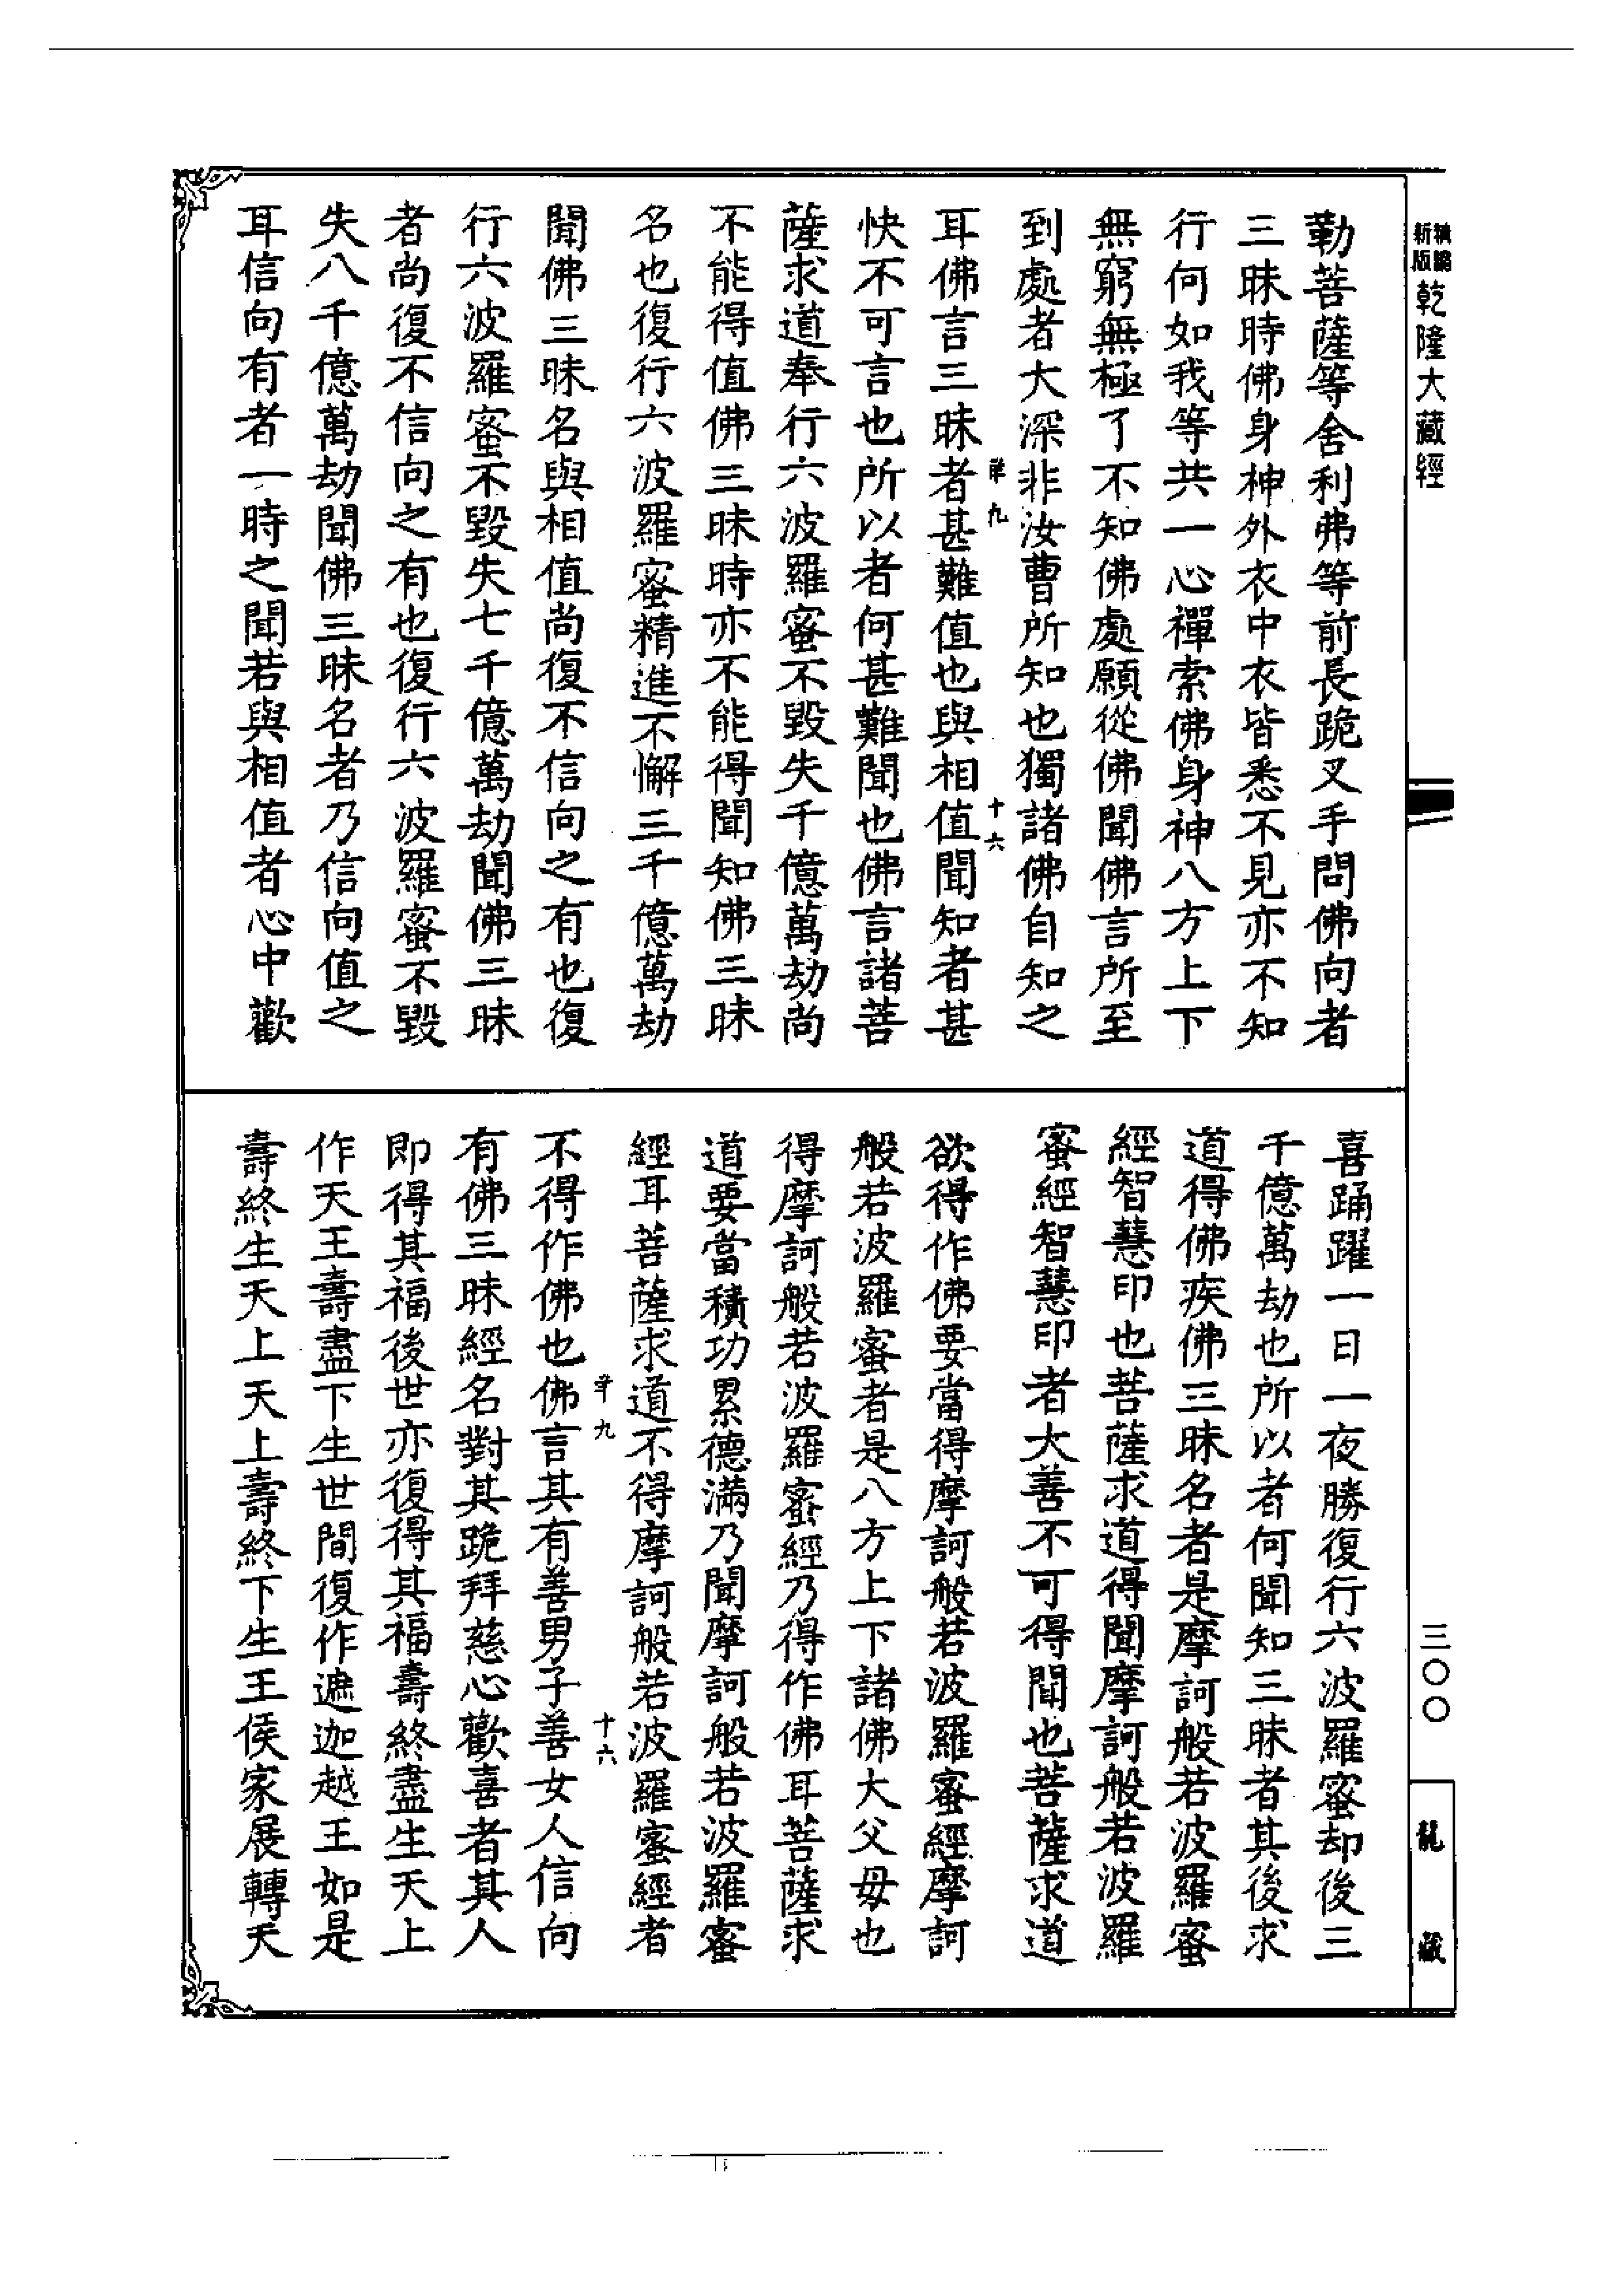 新編
新版乾隆大藏經
勒菩薩等舍利弗等前長跪叉手問佛向者
三昧時佛身神外衣中衣皆悉不見亦不知
行何如我等共一心禪索佛身神八方上下
無窮無極了不知佛處願從佛聞佛言所至
到處者大深非汝曹所知也獨諸佛自知之
耳佛言三昧者甚難值也與相值聞知者甚
九
十六
快不可言也所以者何甚難聞也佛言諸菩
薩求道奉行六波羅蜜不毀失千億萬劫尚
不能得值佛三昧時亦不能得聞知佛三昧
名也復行六波羅蜜精進不懈三千億萬劫
聞佛三昧名與相值尚復不信向之有也復
行六波羅蜜不毀失七千億萬劫聞佛三昧
者尚復不信向之有也復行六波羅蜜不毀
失八千億萬劫聞佛三昧名者乃信向值之
耳信向有者一時之聞若與相值者心中歡
喜踊躍一日一夜勝復行六波羅蜜却後三
千億萬劫也所以者何聞知三昧者其後求
道得佛疾佛三昧名者是摩訶般若波羅蜜
經智慧印也菩薩求道得聞摩訶般若波羅
蜜經智慧印者大善不可得聞也菩薩求道
欲得作佛要當得摩訶般若波羅蜜經摩訶
般若波羅蜜者是八方上下諸佛大父母也
得摩訶般若波羅蜜經乃得作佛耳菩薩求
道要當積功累德滿乃聞摩訶般若波羅蜜
經耳菩薩求道不得摩訶般若波羅蜜經者
九
十六
不得作佛也佛言其有善男子善女人信向
有佛三昧經名對其跪拜慈心歡喜者其人
即得其福後世亦復得其福壽終盡生天上
作天王壽盡下生世間復作遮迦越王如是
壽終生天上天上壽終下生王侯家展轉天
三〇〇
龍藏